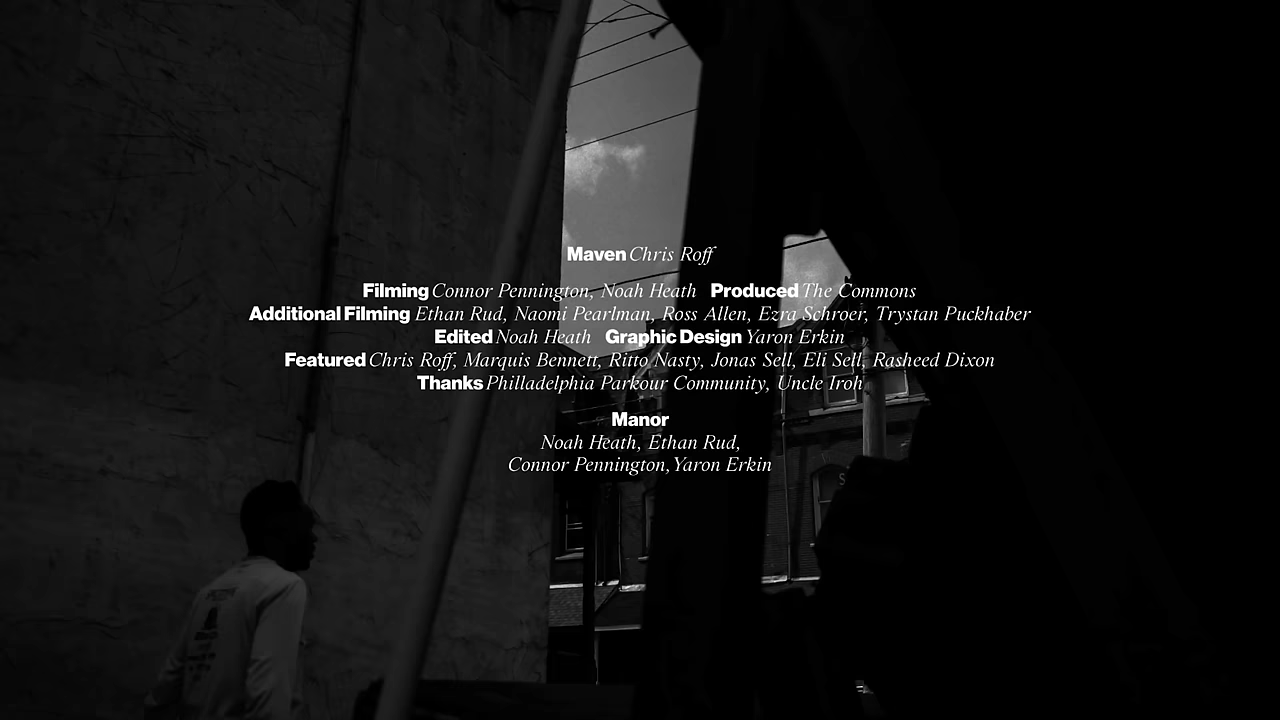 Maven Chris Roff
Filming Connor Pennington, Noah Heath Produced The Commons
Additional Filming Ethan Rud, Naomi Pearlman, Ross Allen, Ezra Schroer, Trystan Puckhaber
Edited Noah Heath Graphic Design Yaron Erkin
Featured Chris Roff, Marquis Bennett, Ritto Nasty, Jonas Sell, Eli Sell, Rasheed Dixon
Thanks Philladelphia Parkour Community, Uncle Iroh
Manor
Noah Heath, Ethan Rud,
Connor Pennington, Yaron Erkin